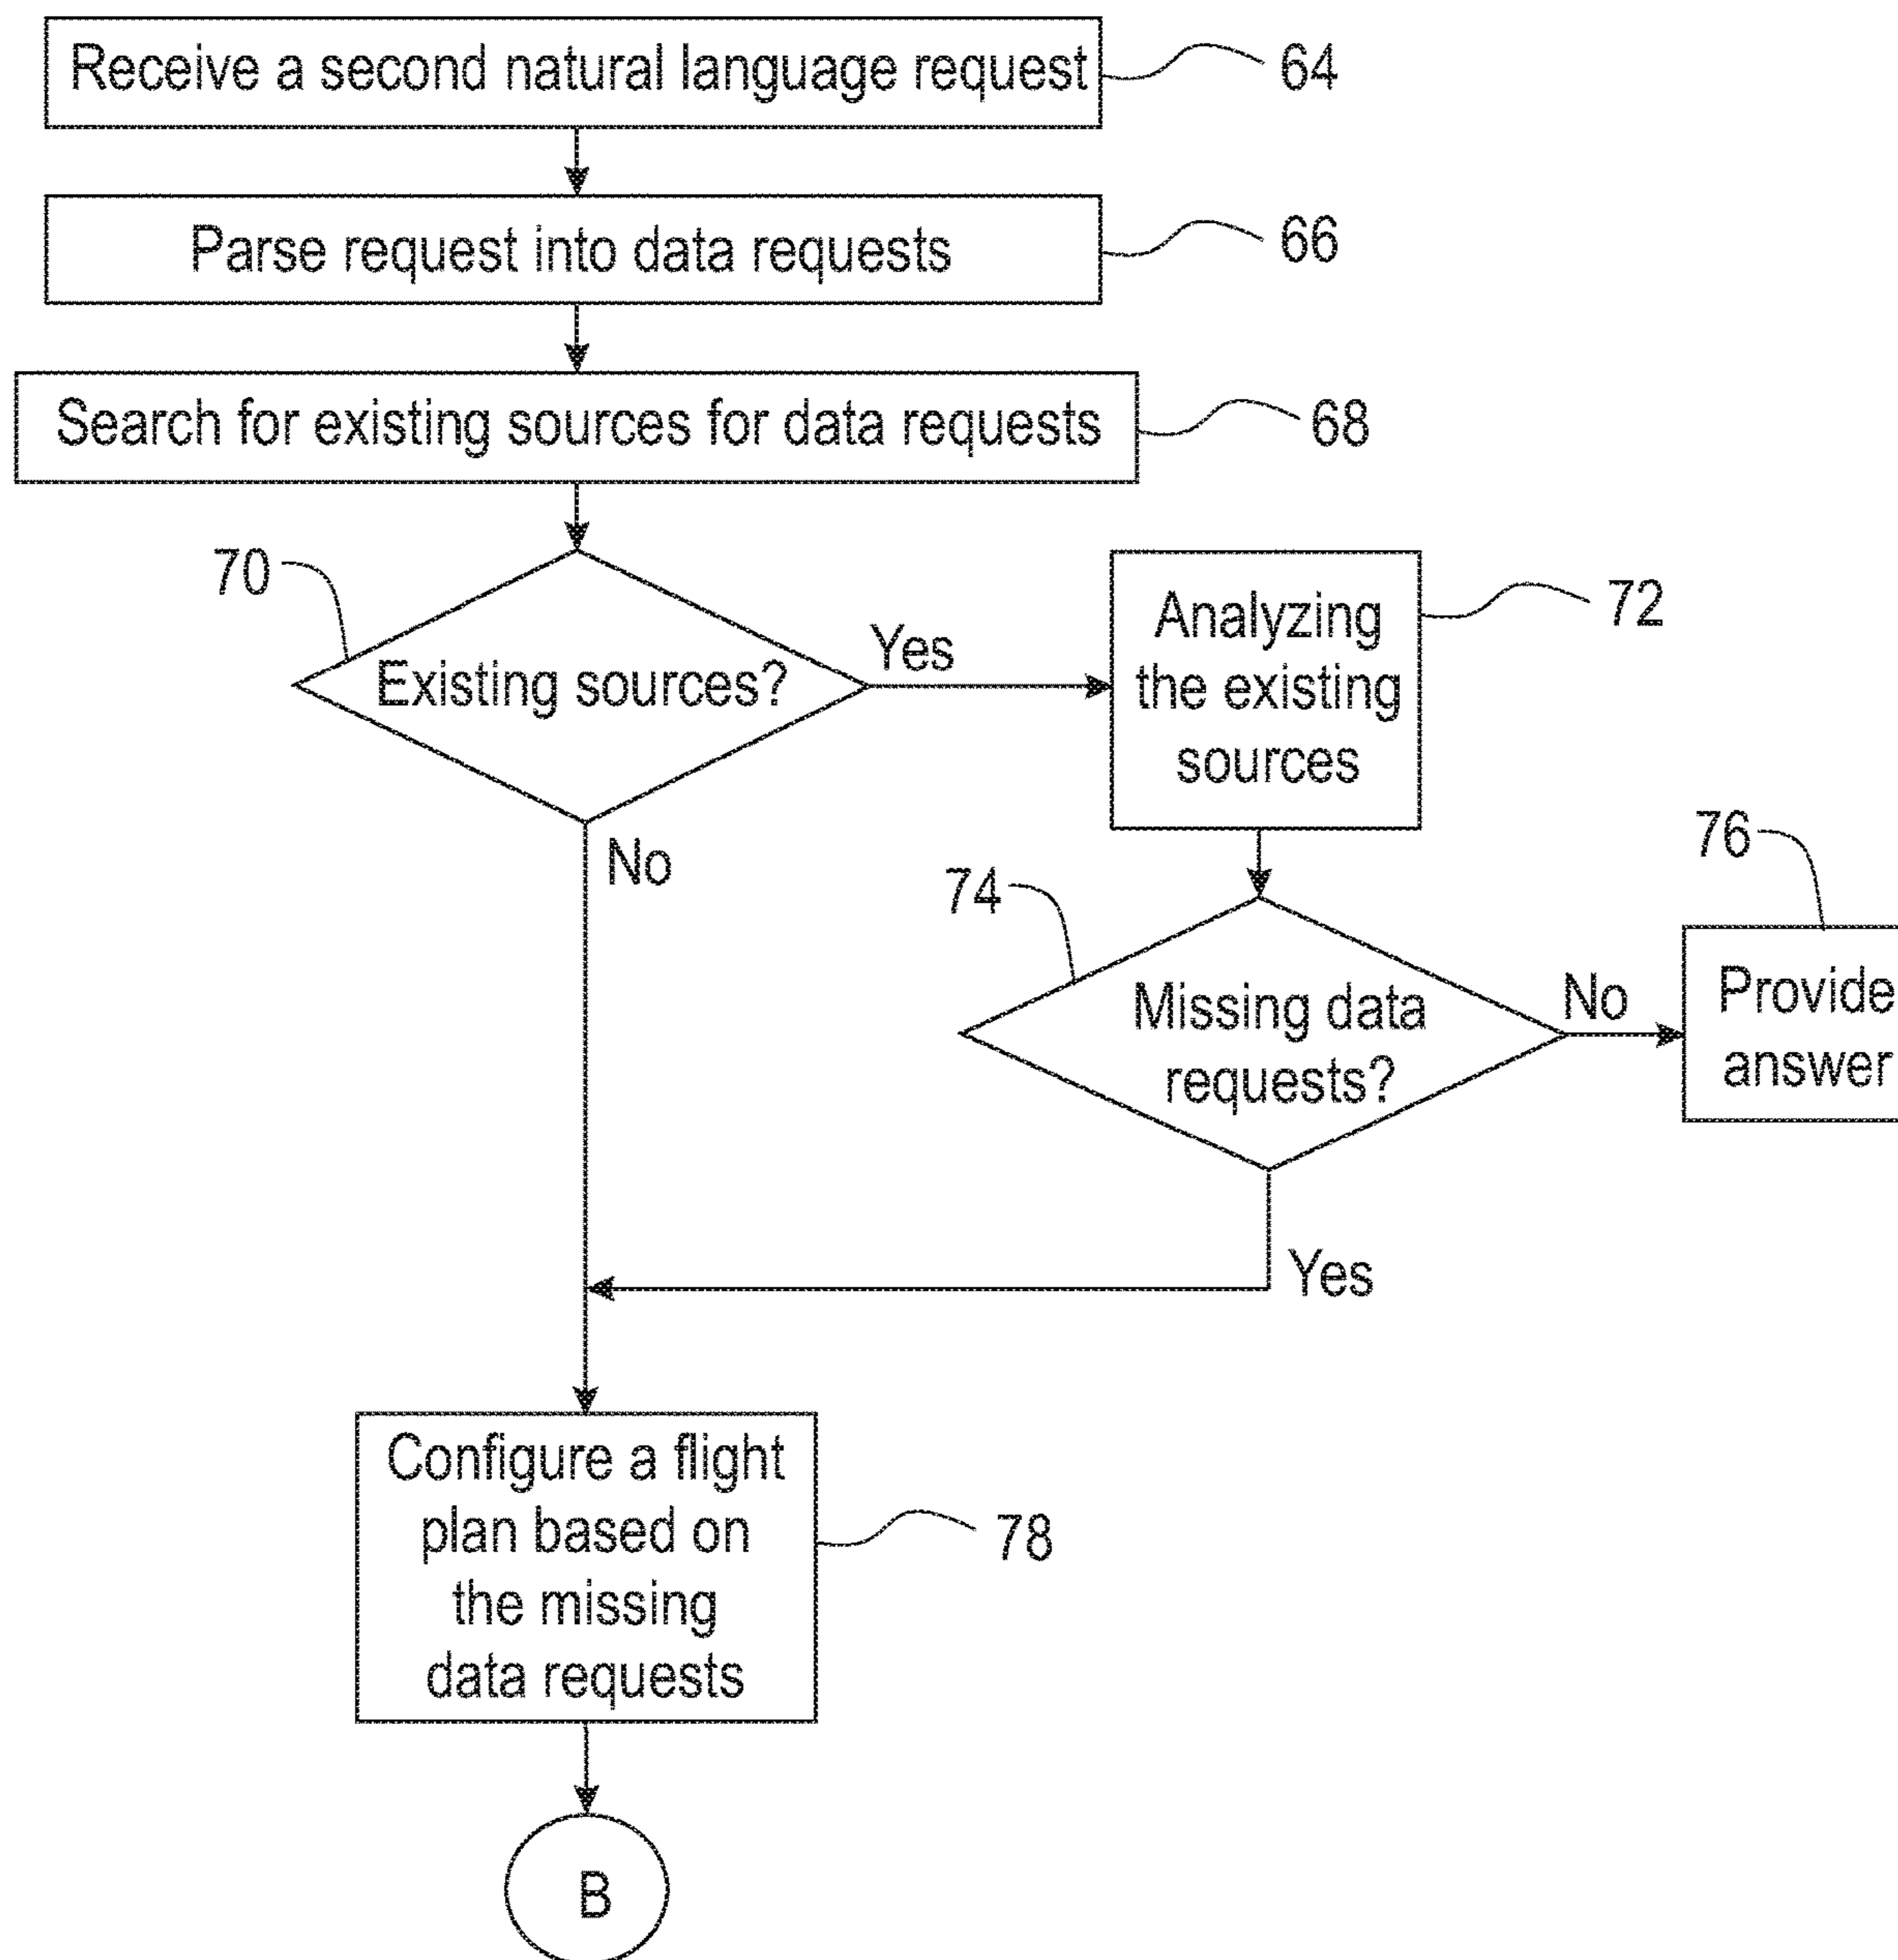 Receive a second natural language request
64
Parse request into data requests
66
Search for existing sources for data requests
68
70
Existing sources?
Yes
No
Analyzing
the existing
sources
72
74
Missing data
requests?
No
Yes
76
Provide
answer
Configure a flight
plan based on
the missing
data requests
78
B